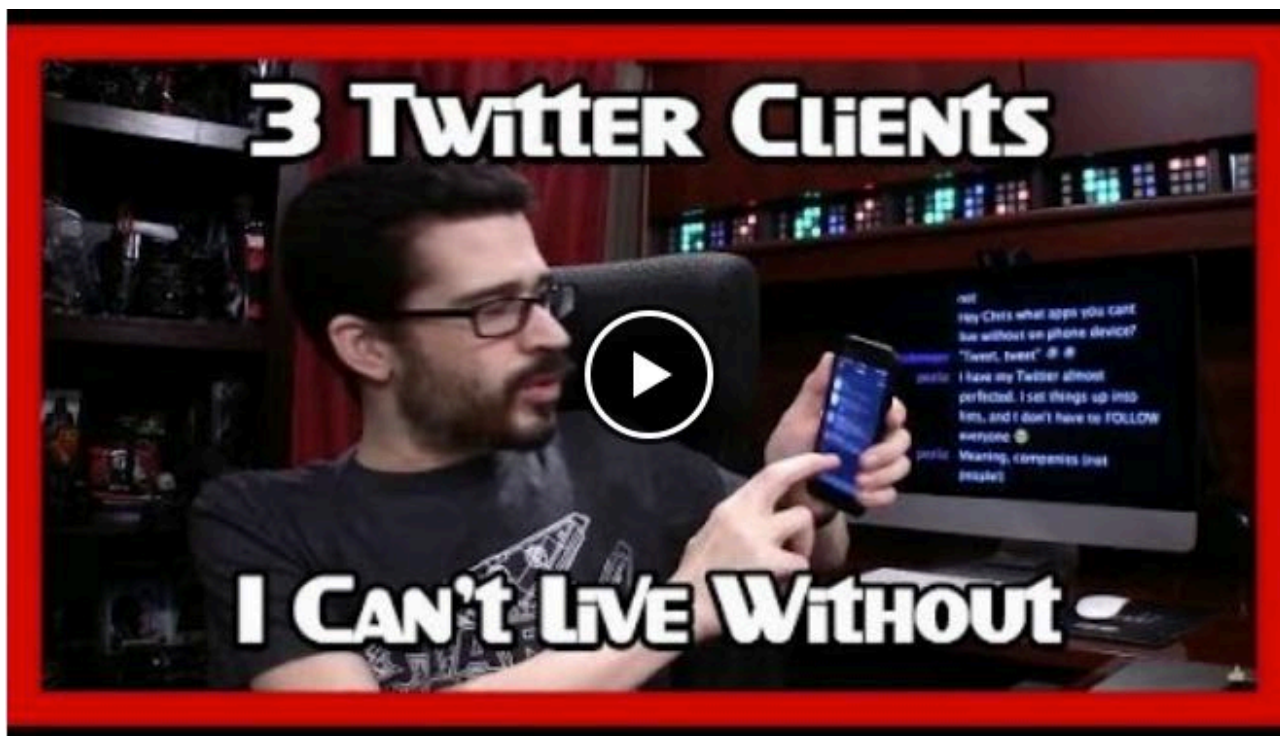 3 Twitter Clients
not
Hey Chris what apps you cant
live without on phone device?
"Tweet, tweet"
I have my Twitter almost
perfected. I set things up into
lists, and I don't have to FOLLOW
everyone
Meaning, companies (not
people)
I Can't Live Without